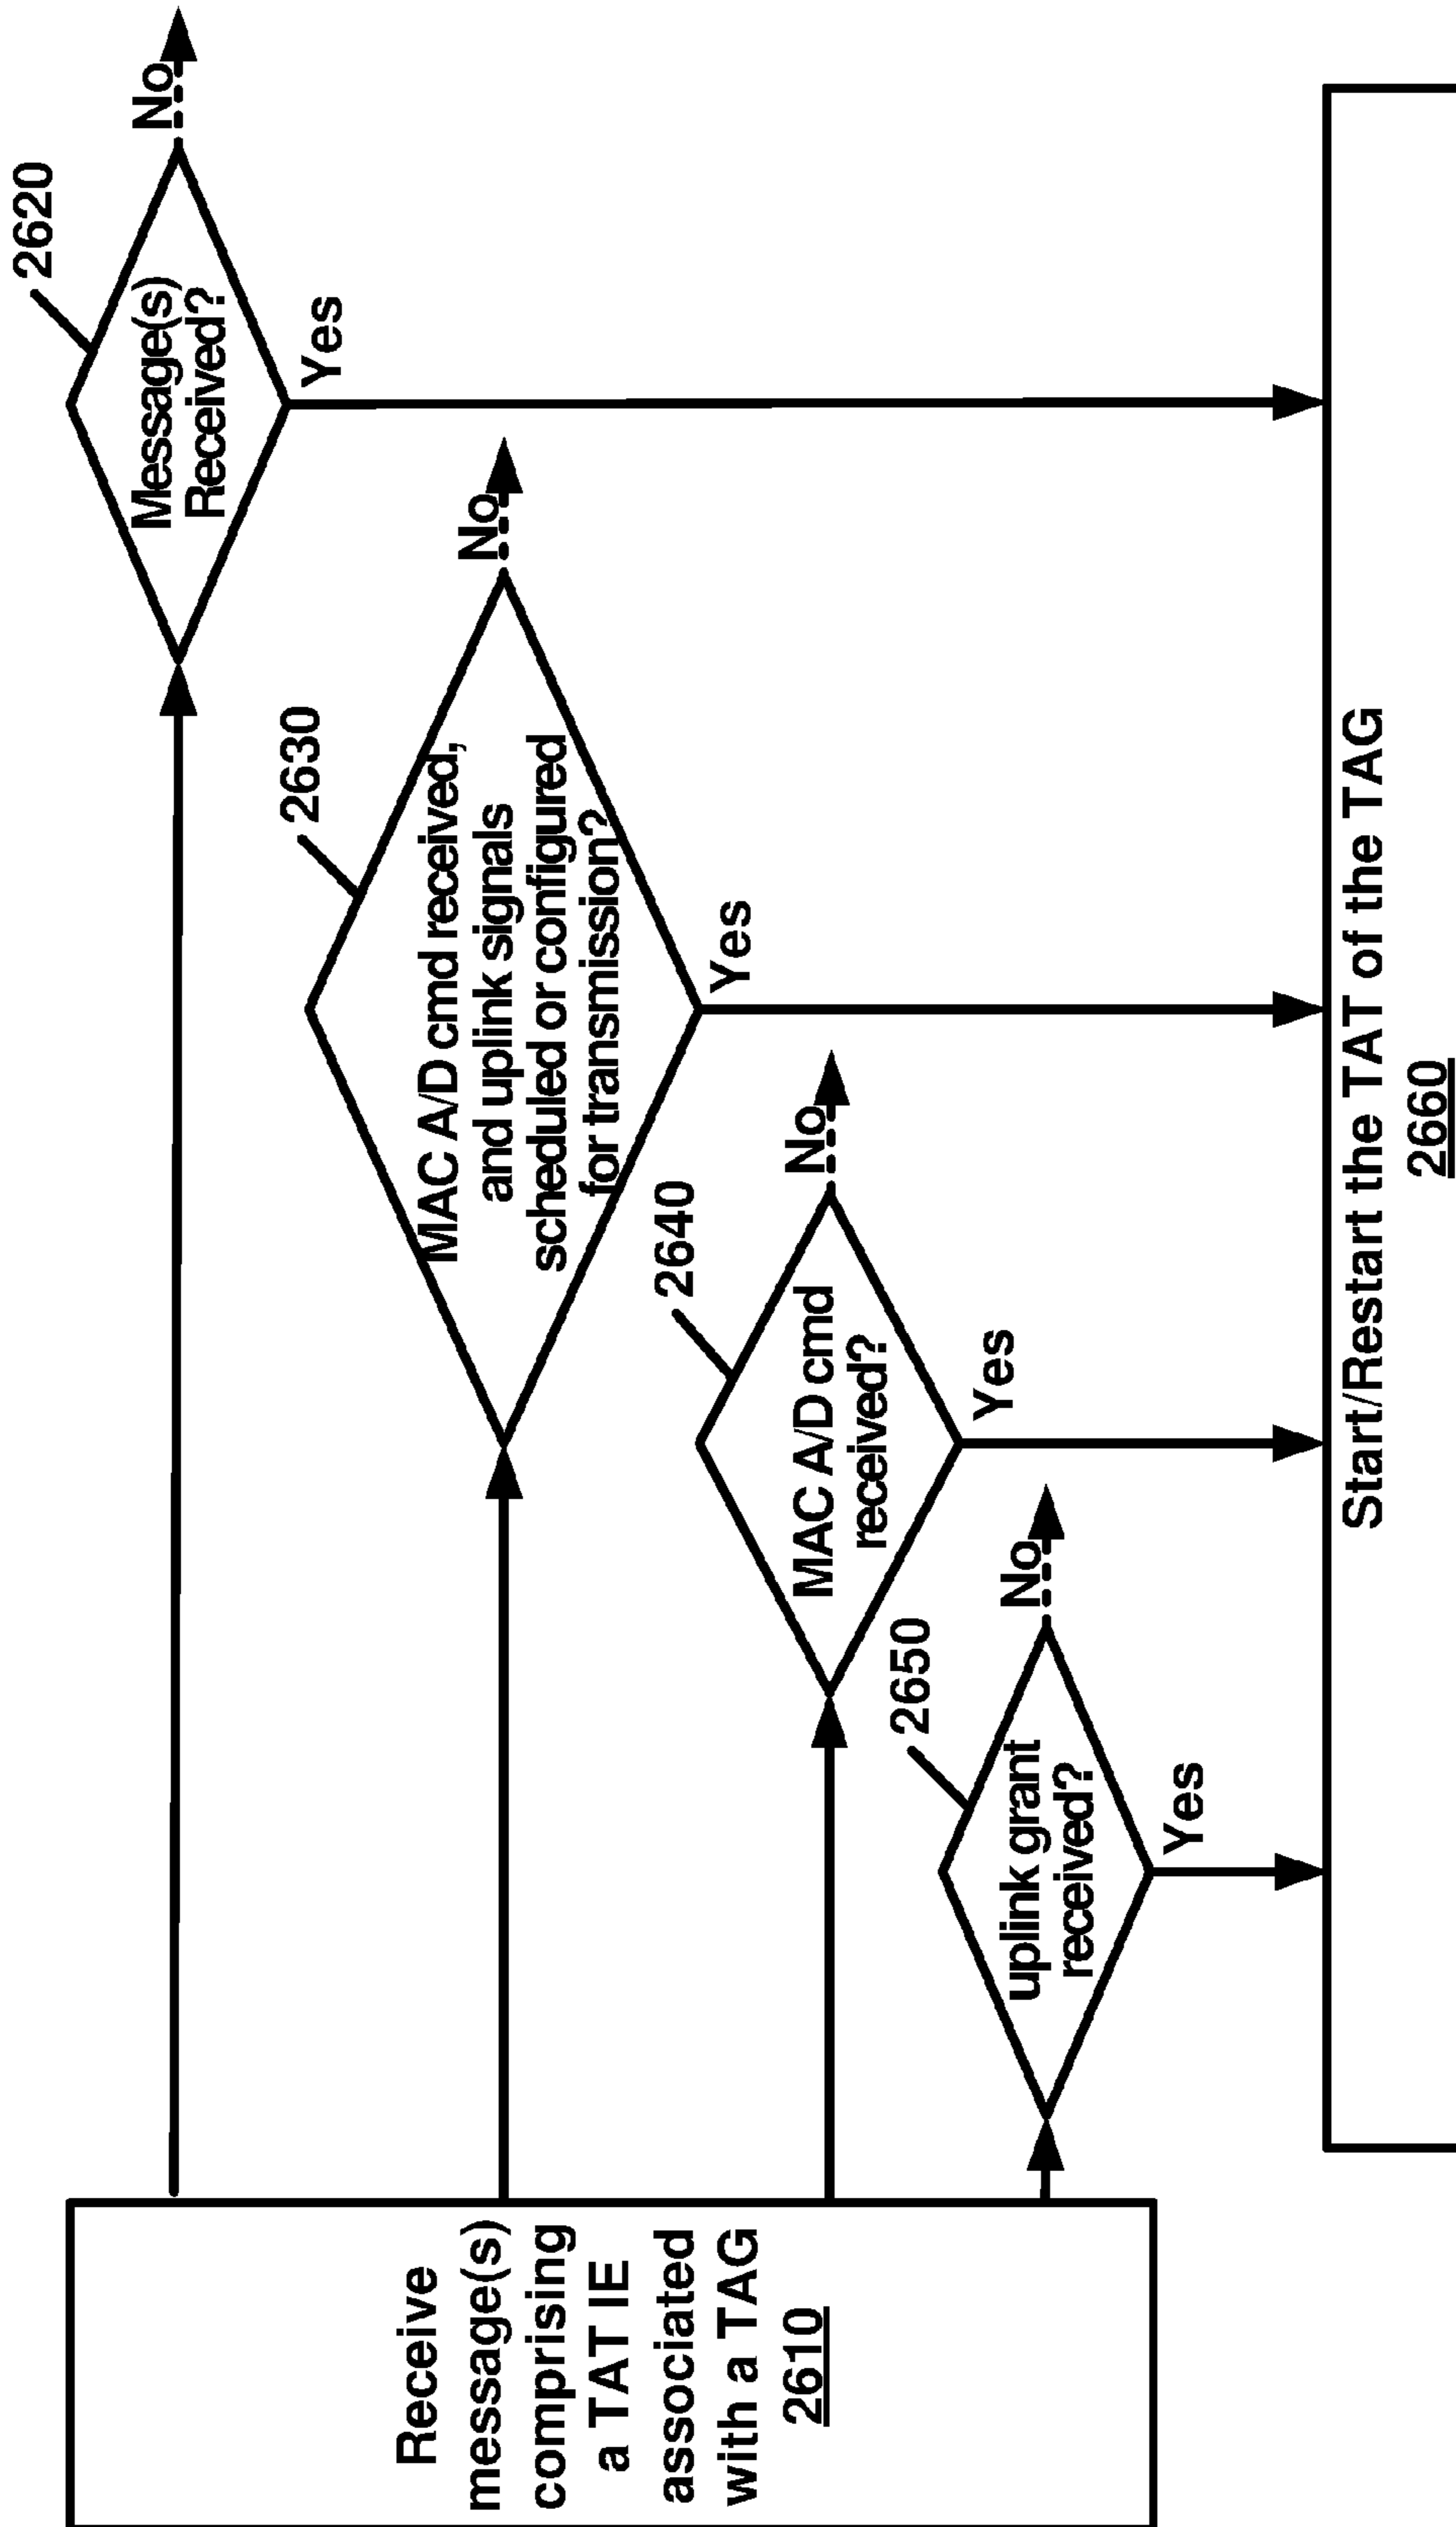 Receive
message(s)
comprising
a TAT IE
associated
with a TAG
2610
2620
Message(s)
Received?
No
Yes
2630
MAC A/D cmd received,
and uplink signals
scheduled or configured
for transmission?
No
Yes
2640
MAC A/D cmd
received?
No
Yes
2650
uplink grant
received?
No
Yes
Start/Restart the TAT of the TAG
2660